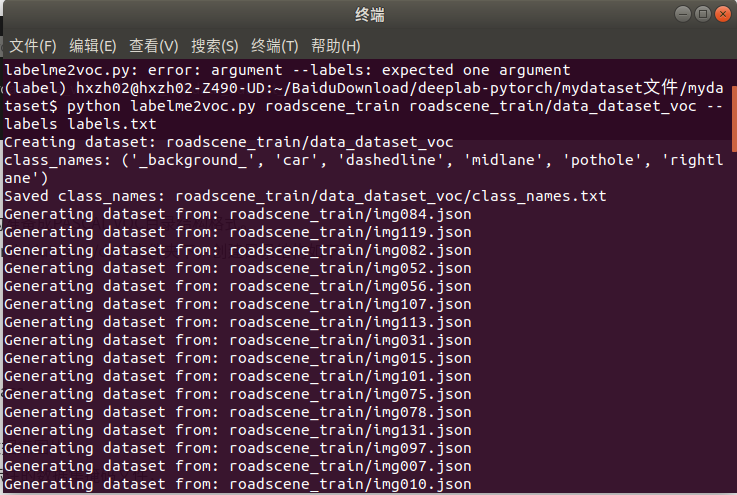 终端
文件(F) 编辑(E) 查看(V) 搜索(S) 终端(T) 帮助(H)
labelme2voc.py: error: argument --labels: expected one argument
(label) hxzh02@hxzh02-Z490-UD:~/BaiduDownload/deeplab-pytorch/mydataset文件/myda
taset$ python labelme2voc.py roadscene_train roadscene_train/data_dataset_voc --
labels labels.txt
Creating dataset: roadscene_train/data_dataset_voc
class_names: ('_background_', 'car', 'dashedline', 'midlane', 'pothole', 'rightl
ane')
Saved class_names: roadscene_train/data_dataset_voc/class_names.txt
Generating dataset from: roadscene_train/img084.json
Generating dataset from: roadscene_train/img119.json
Generating dataset from: roadscene_train/img082.json
Generating dataset from: roadscene_train/img052.json
Generating dataset from: roadscene_train/img056.json
Generating dataset from: roadscene_train/img107.json
Generating dataset from: roadscene_train/img113.json
Generating dataset from: roadscene_train/img031.json
Generating dataset from: roadscene_train/img015.json
Generating dataset from: roadscene_train/img101.json
Generating dataset from: roadscene_train/img075.json
Generating dataset from: roadscene_train/img078.json
Generating dataset from: roadscene_train/img131.json
Generating dataset from: roadscene_train/img097.json
Generating dataset from: roadscene_train/img007.json
Generating dataset from: roadscene_train/img010.json